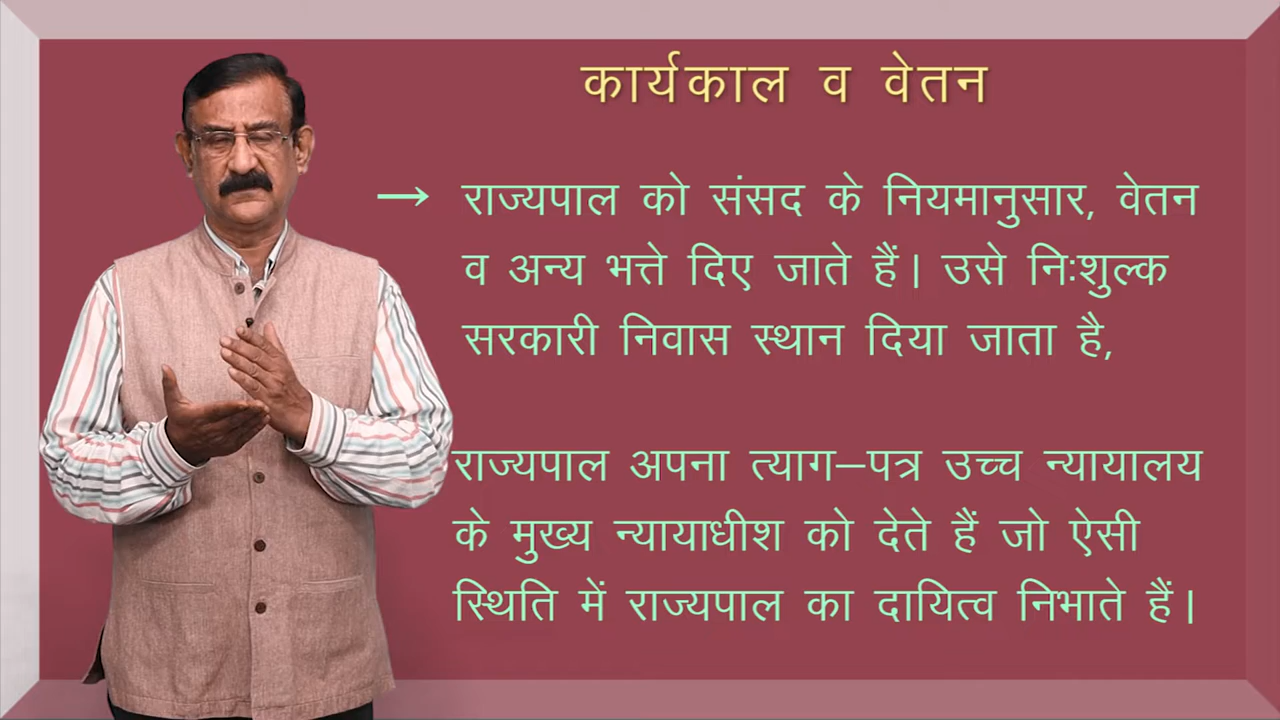 कार्यकाल व वेतन
→ राज्यपाल को संसद के नियमानुसार, वेतन
व अन्य भत्ते दिए जाते हैं। उसे निःशुल्क
सरकारी निवास स्थान दिया जाता है,
राज्यपाल अपना त्याग–पत्र उच्च न्यायालय
के मुख्य न्यायाधीश को देते हैं जो ऐसी
स्थिति में राज्यपाल का दायित्व निभाते हैं।